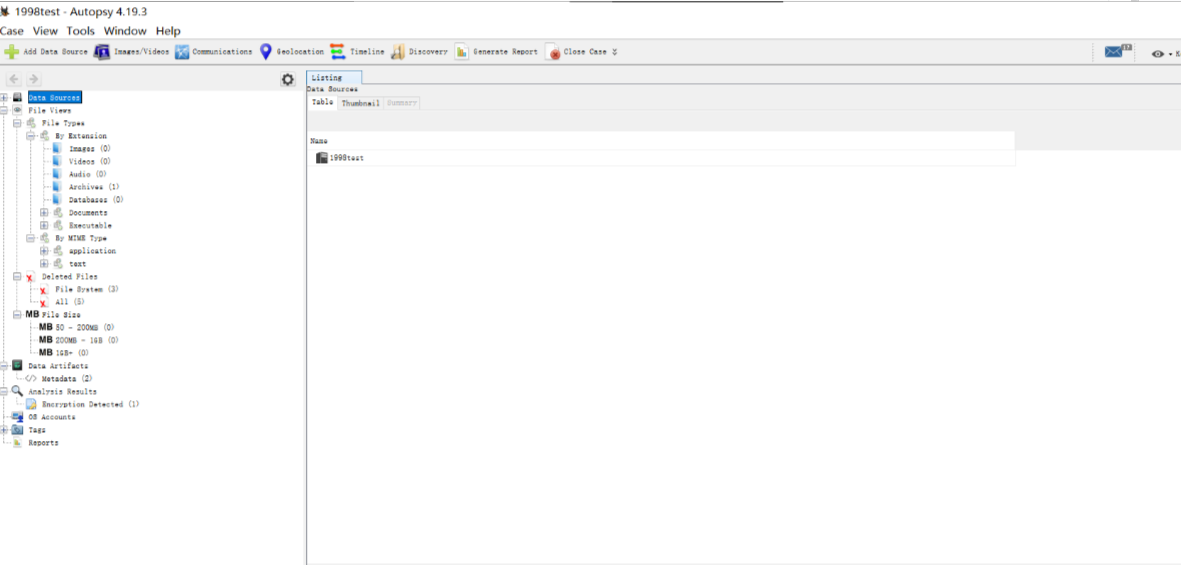 1998test - Autopsy 4.19.3
Case View Tools Window Help
Add Data Source Images/Videos Communications Geolocation Timeline Discovery Generate Report Close Case
Listing
Data Sources
Table Thumbnail Summary
Name
1998test
Data Sources
File Views
File Types
By Extension
Images (0)
Videos (0)
Audio (0)
Archives (1)
Databases (0)
Documents
Executable
By MIME Type
application
text
Deleted Files
File System (3)
All (5)
MB File Size
MB 50 - 200MB (0)
MB 200MB - 1GB (0)
MB 1GB+ (0)
Data Artifacts
Metadata (2)
Analysis Results
Encryption Detected (1)
OS Accounts
Tags
Reports